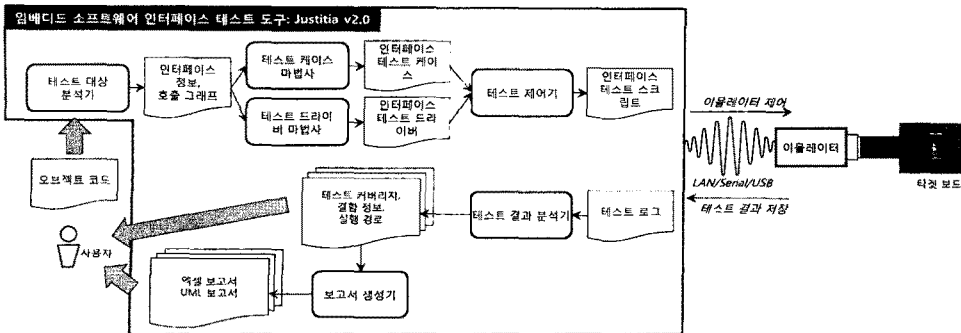 임베디드 소프트웨어 인터페이스 테스트 도구: Justitia v2.0
테스트 대상
분석기
인터페이스
정보,
호출 그래프
테스트 케이스
마법사
인터페이스
테스트 케이
스
테스트 드라이
버 마법사
인터페이스
테스트 드라이
버
테스트 제어기
인터페이스
테스트 스크
립트
이뮬레이터 제어
이뮬레이터
LAN/Serial/USB
테스트 결과 저장
타겟 보드
오브젝트 코드
사용자
테스트 커버리지,
결함 정보,
실행 경로
테스트 결과 분석기
테스트 로그
엑셀 보고서
UML 보고서
보고서 생성기